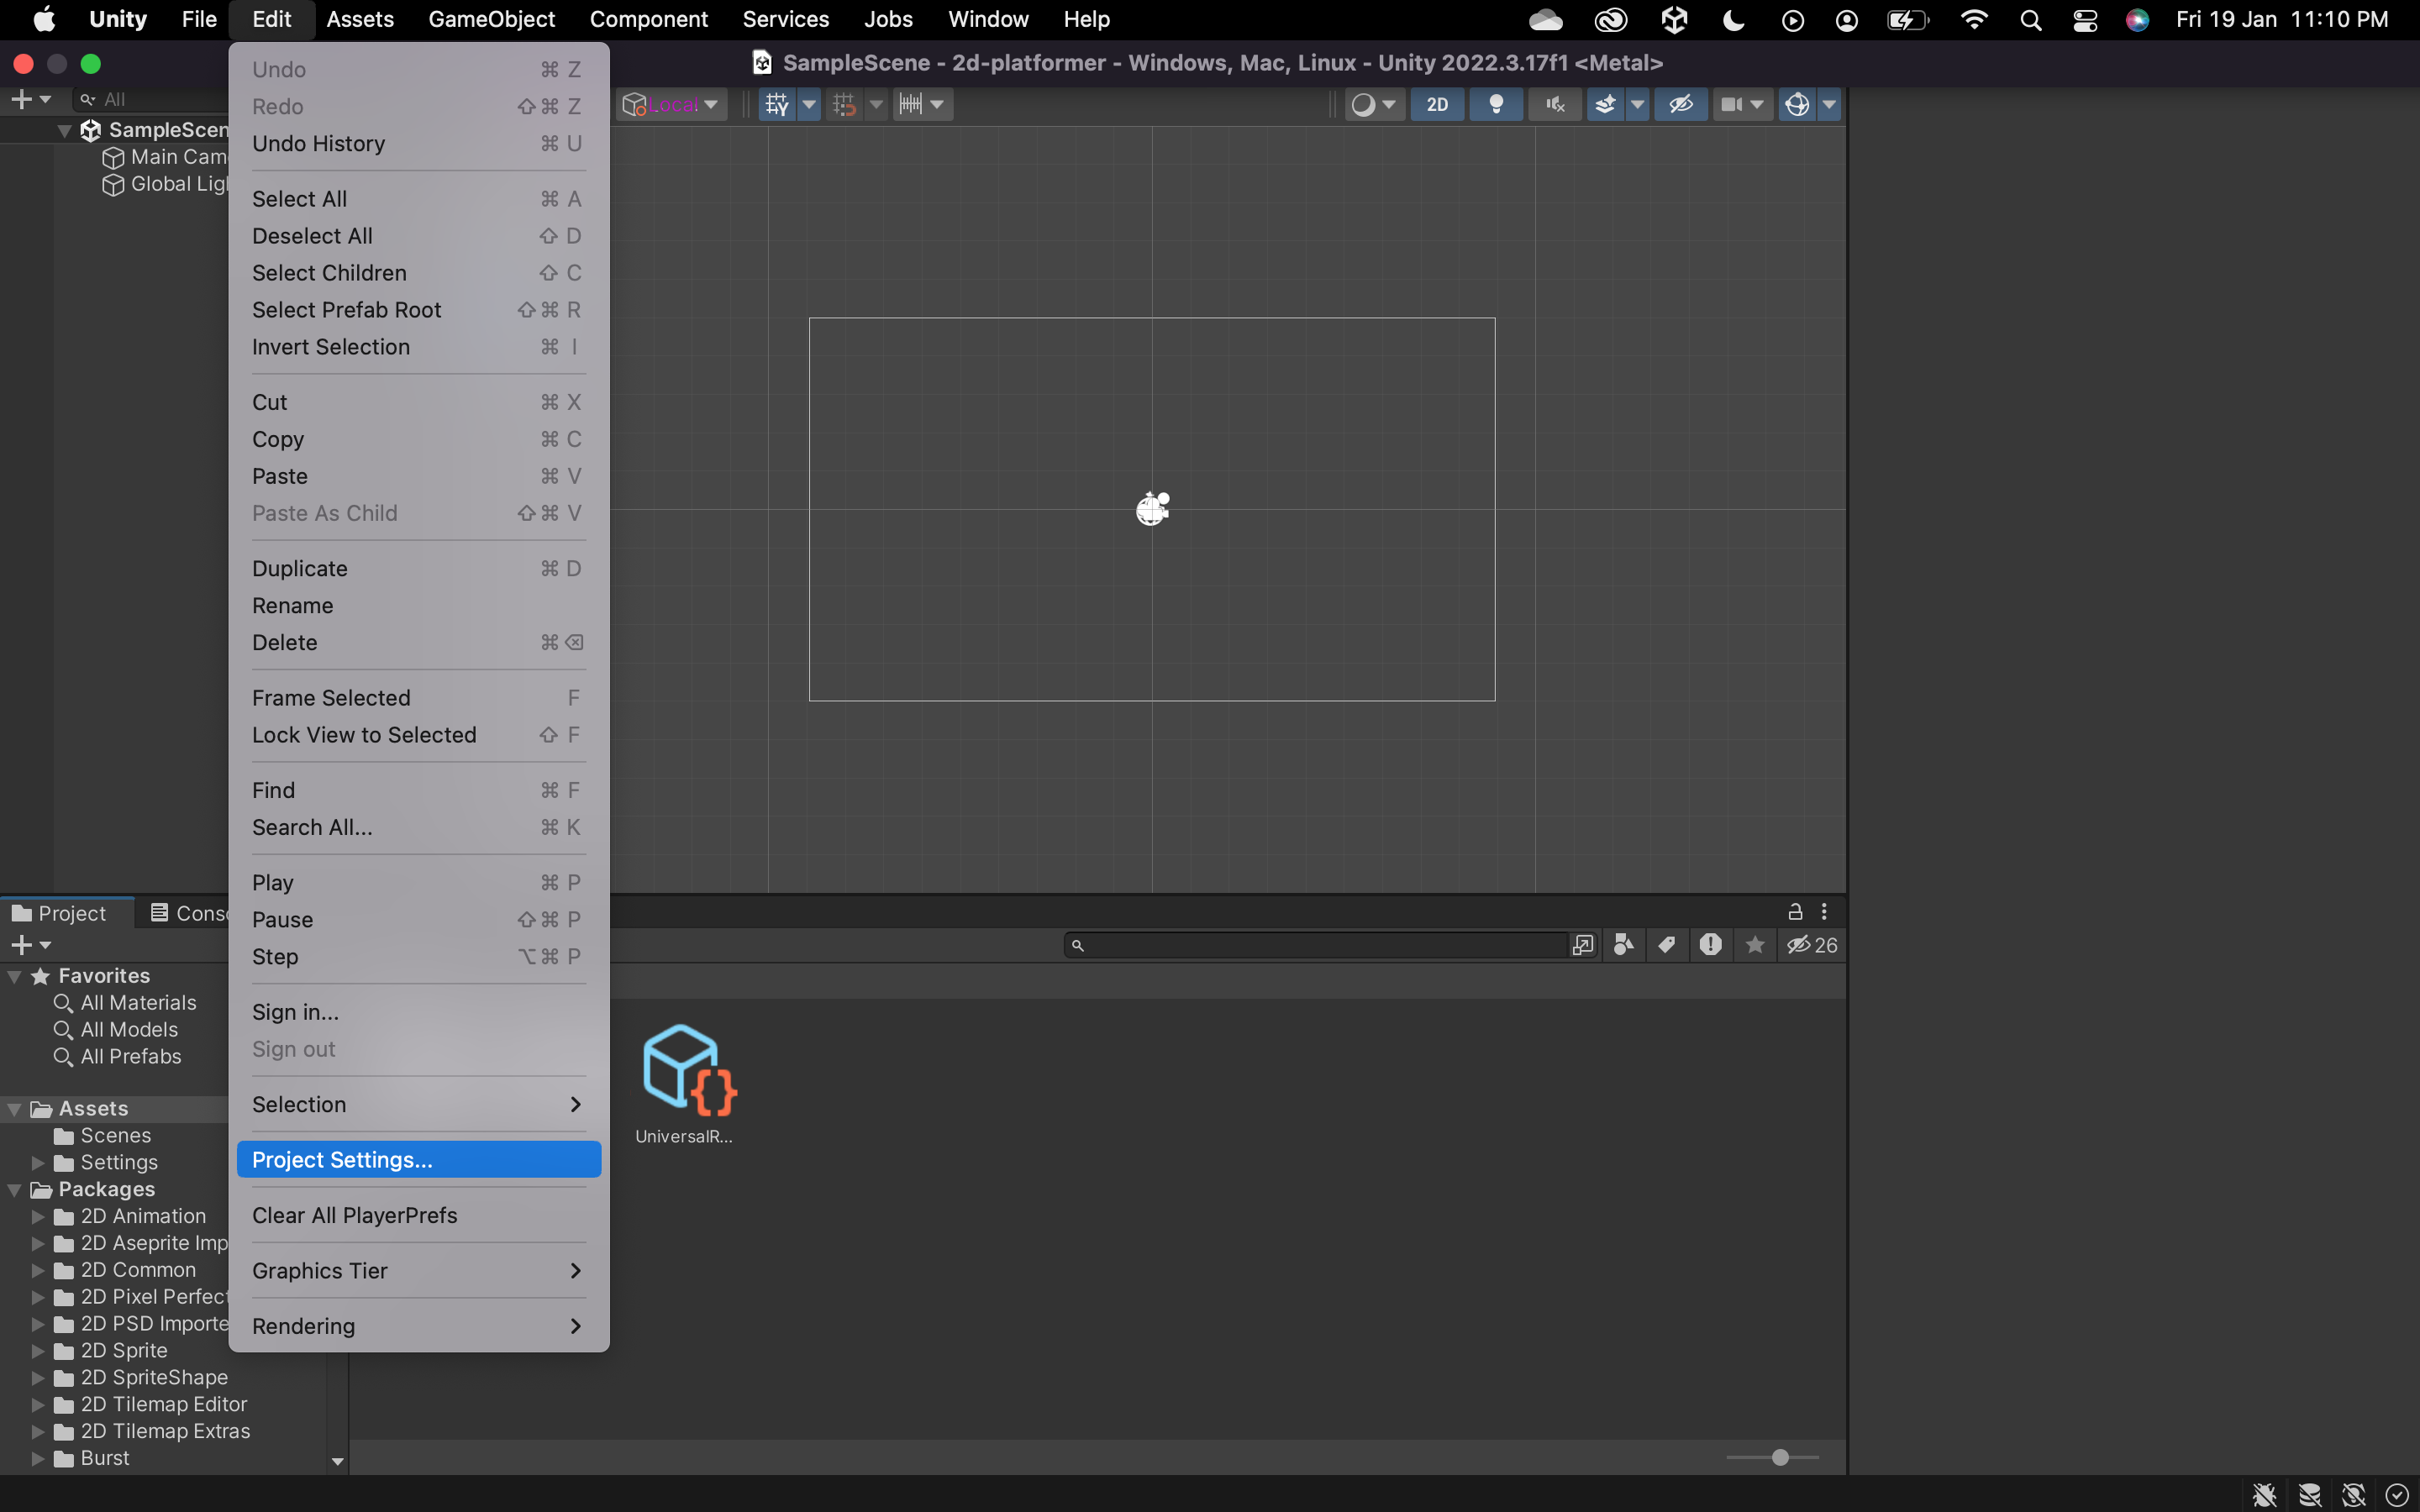 Unity File Edit Assets GameObject Component Services Jobs Window Help Fri 19 Jan 11:10 PM
SampleScene - 2d-platformer - Windows, Mac, Linux - Unity 2022.3.17f1 <Metal>
All
SampleScen
Main Cam
Global Lig
Undo ⌘ Z
Redo ⇧⌘ Z
Undo History ⌘ U
Select All ⌘ A
Deselect All ⇧ D
Select Children ⇧ C
Select Prefab Root ⇧⌘ R
Invert Selection ⌘ I
Cut ⌘ X
Copy ⌘ C
Paste ⌘ V
Paste As Child ⇧⌘ V
Duplicate ⌘ D
Rename
Delete ⌘⌫
Frame Selected F
Lock View to Selected ⇧ F
Find ⌘ F
Search All... ⌘ K
Play ⌘ P
Pause ⇧⌘ P
Step ⌥⌘ P
Sign in...
Sign out
Selection
Project Settings...
Clear All PlayerPrefs
Graphics Tier
Rendering
Local
2D
Project Conso
26
Favorites
All Materials
All Models
All Prefabs
Assets
Scenes
Settings
Packages
2D Animation
2D Aseprite Imp
2D Common
2D Pixel Perfect
2D PSD Importe
2D Sprite
2D SpriteShape
2D Tilemap Editor
2D Tilemap Extras
Burst
UniversalR...